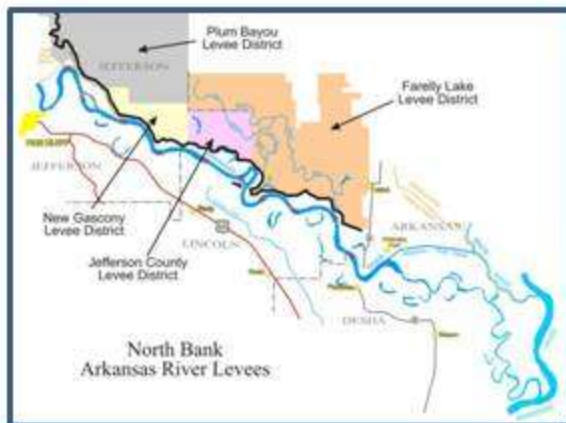 Plum Bayou
Levee District
JEFFERSON
Farelly Lake
Levee District
JEFFERSON
New Gascony
Levee District
ARKANSAS
LINCOLN
Jefferson County
Levee District
DESHA
North Bank
Arkansas River Levees